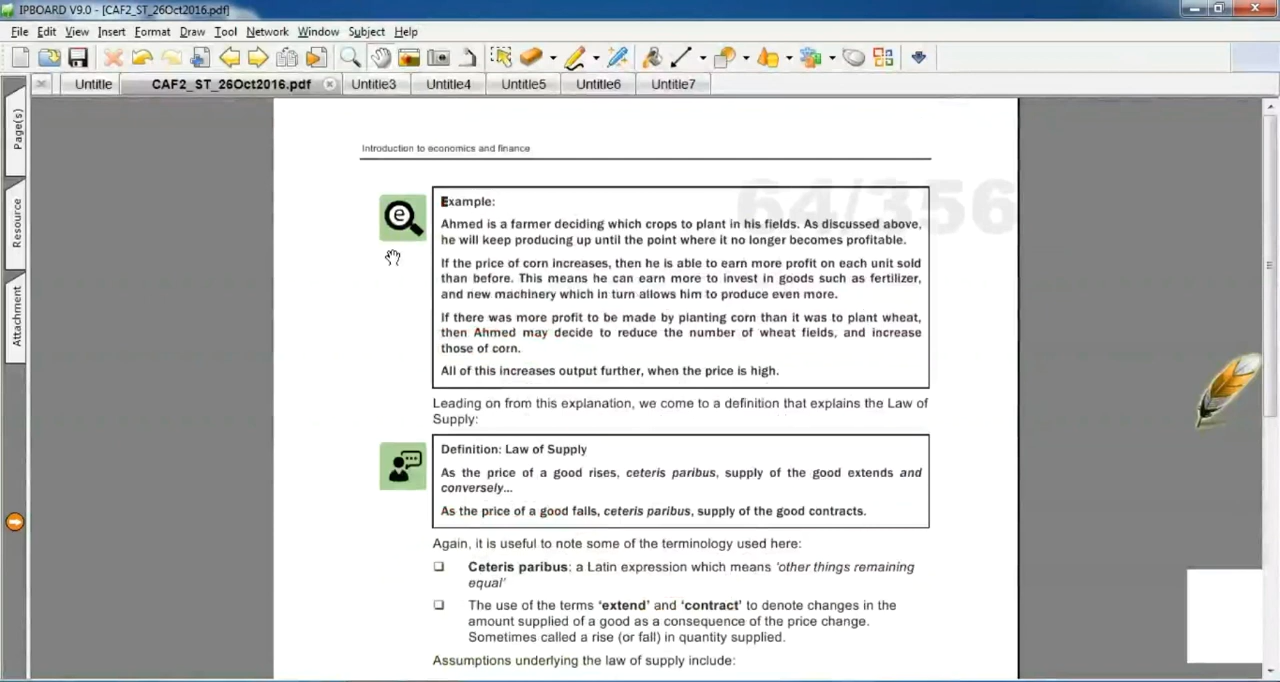 IPBOARD V9.0 - [CAF2_ST_26Oct2016.pdf]
File Edit View Insert Format Draw Tool Network Window Subject Help
Untitle CAF2_ST_26Oct2016.pdf Untitle3 Untitle4 Untitle5 Untitle6 Untitle7
Page(s)
Resource
Attachment
Introduction to economics and finance
64/356
Example:
Ahmed is a farmer deciding which crops to plant in his fields. As discussed above,
he will keep producing up until the point where it no longer becomes profitable.
If the price of corn increases, then he is able to earn more profit on each unit sold
than before. This means he can earn more to invest in goods such as fertilizer,
and new machinery which in turn allows him to produce even more.
If there was more profit to be made by planting corn than it was to plant wheat,
then Ahmed may decide to reduce the number of wheat fields, and increase
those of corn.
All of this increases output further, when the price is high.
Leading on from this explanation, we come to a definition that explains the Law of
Supply:
Definition: Law of Supply
As the price of a good rises, ceteris paribus, supply of the good extends and
conversely...
As the price of a good falls, ceteris paribus, supply of the good contracts.
Again, it is useful to note some of the terminology used here:
❑ Ceteris paribus: a Latin expression which means 'other things remaining
equal'
❑ The use of the terms 'extend' and 'contract' to denote changes in the
amount supplied of a good as a consequence of the price change.
Sometimes called a rise (or fall) in quantity supplied.
Assumptions underlying the law of supply include: